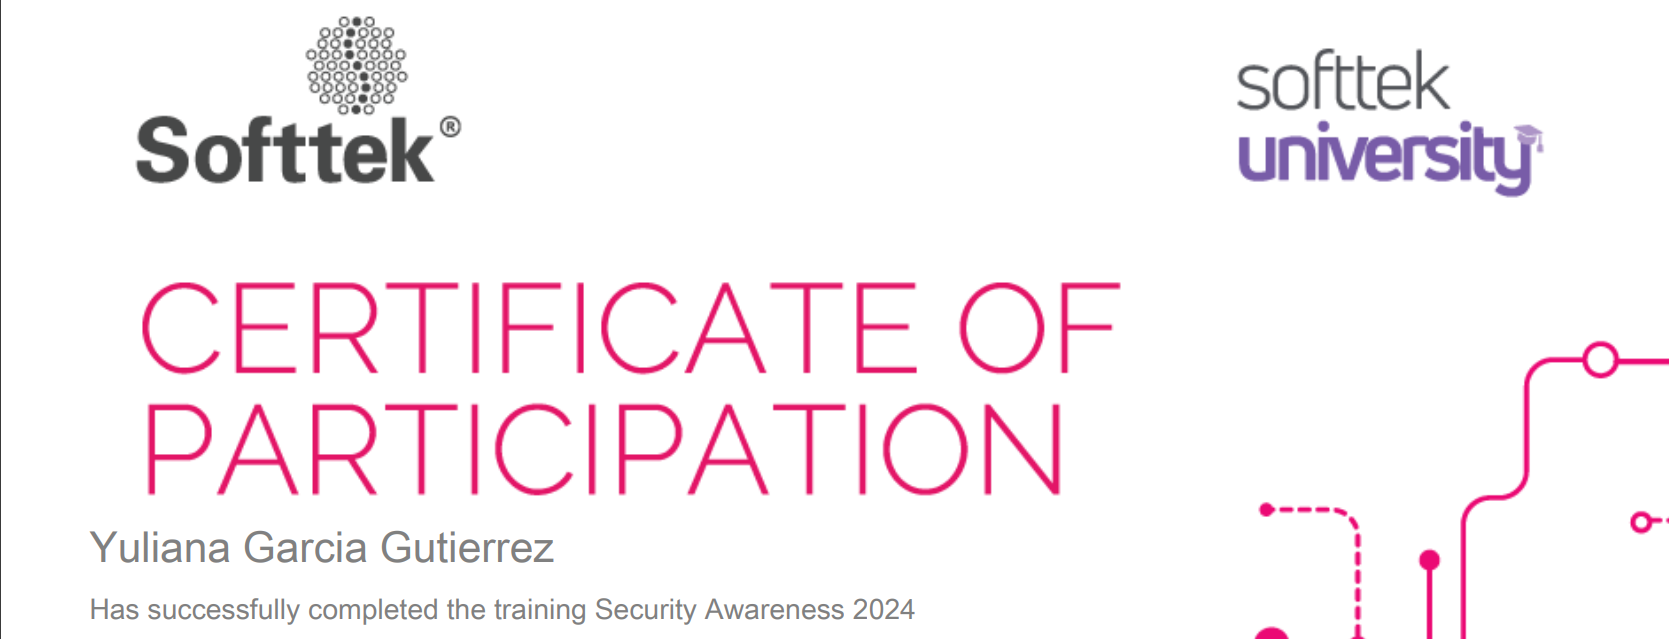 Softtek®
softtek
university
CERTIFICATE OF
PARTICIPATION
Yuliana Garcia Gutierrez
Has successfully completed the training Security Awareness 2024